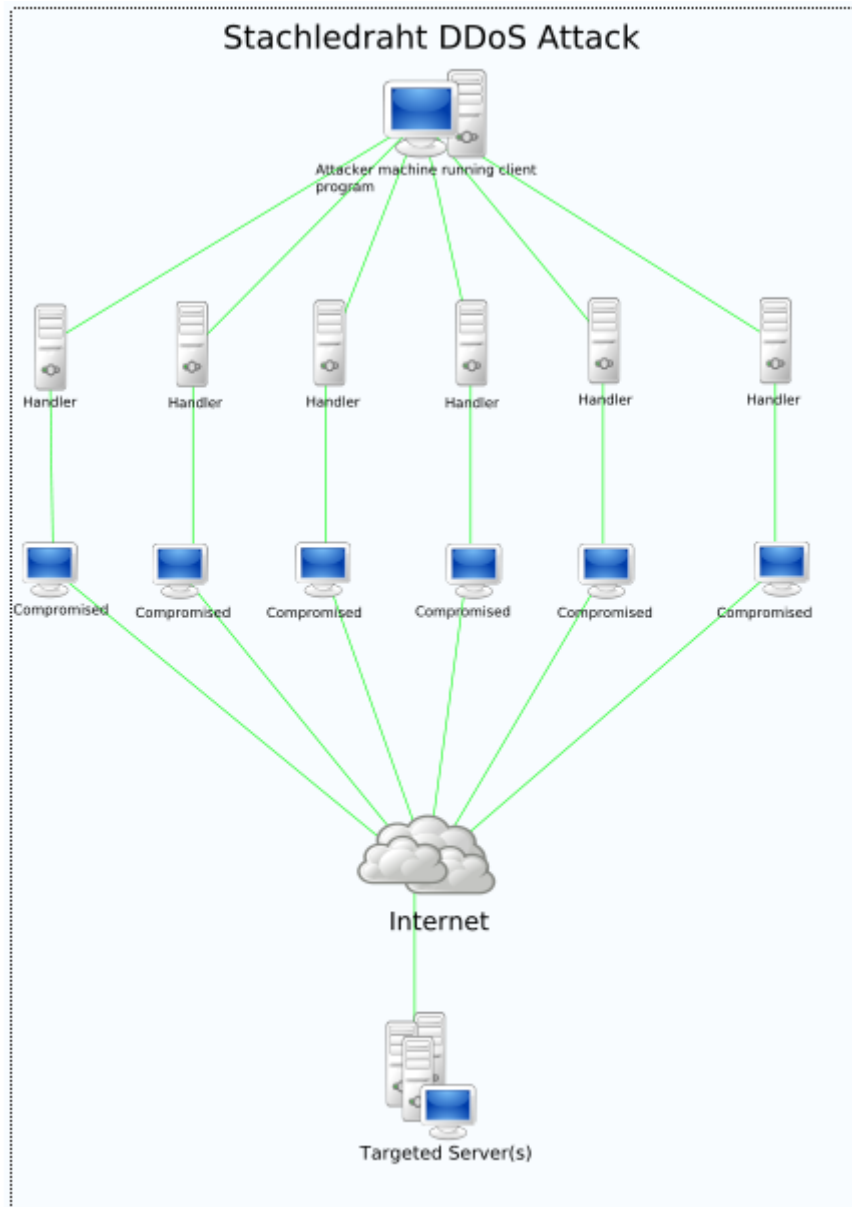 Stachledraht DDoS Attack
Attacker machine running client
program
Handler
Handler
Handler
Handler
Handler
Handler
Compromised
Compromised
Compromised
Compromised
Compromised
Compromised
Internet
Targeted Server(s)